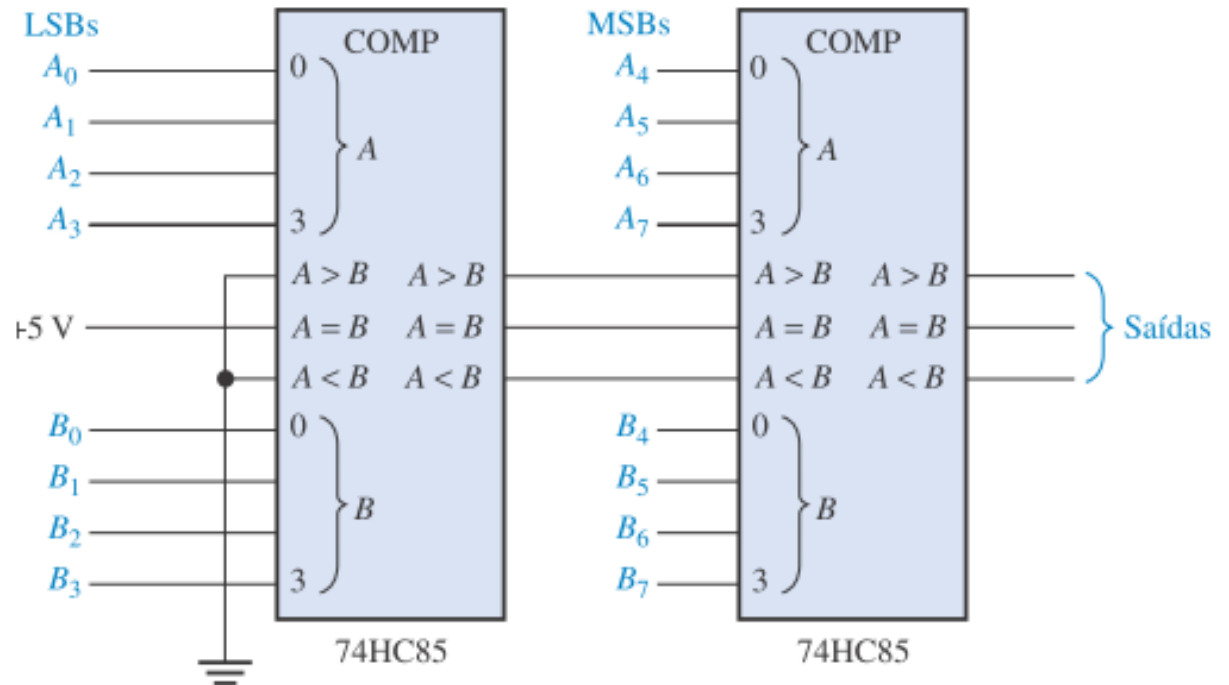 LSBs
MSBs
COMP
COMP
A0
0
A4
0
A1
A5
A
A
A2
A6
A3
3
A7
3
A > B
A > B
A > B
A > B
+5 V
A = B
A = B
A = B
A = B
Saídas
A < B
A < B
A < B
A < B
B0
0
B4
0
B1
B5
B
B
B2
B6
B3
3
B7
3
74HC85
74HC85